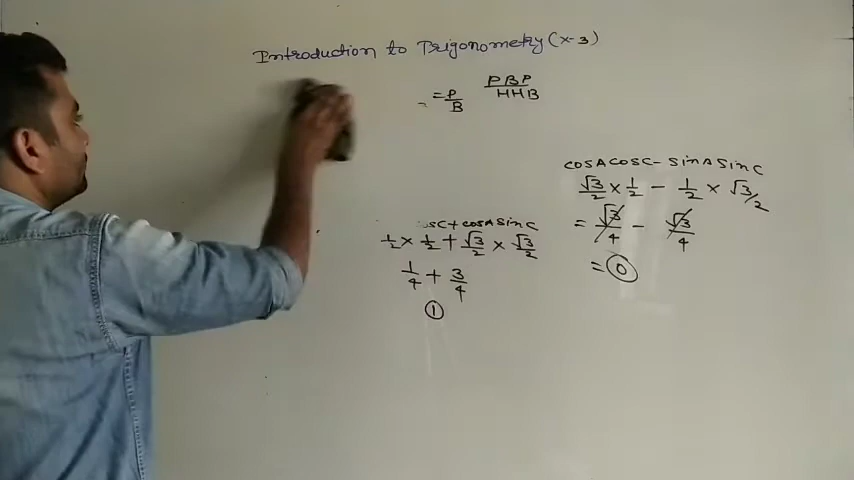 Introduction to Trigonometry (x-3)
= P/B
PBP
HHB
cosAcosC - sinAsinC
√3/2 × 1/2 - 1/2 × √3/2
= √3/4 - √3/4
= 0
sC + cosAsinC
1/2 × 1/2 + √3/2 × √3/2
1/4 + 3/4
1